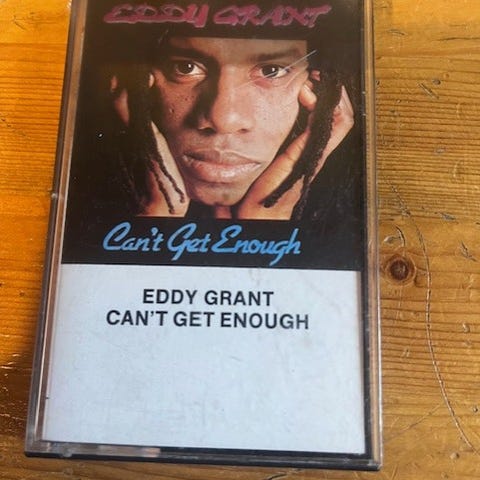 EDDY GRANT
Can't Get Enough
EDDY GRANT
CAN'T GET ENOUGH